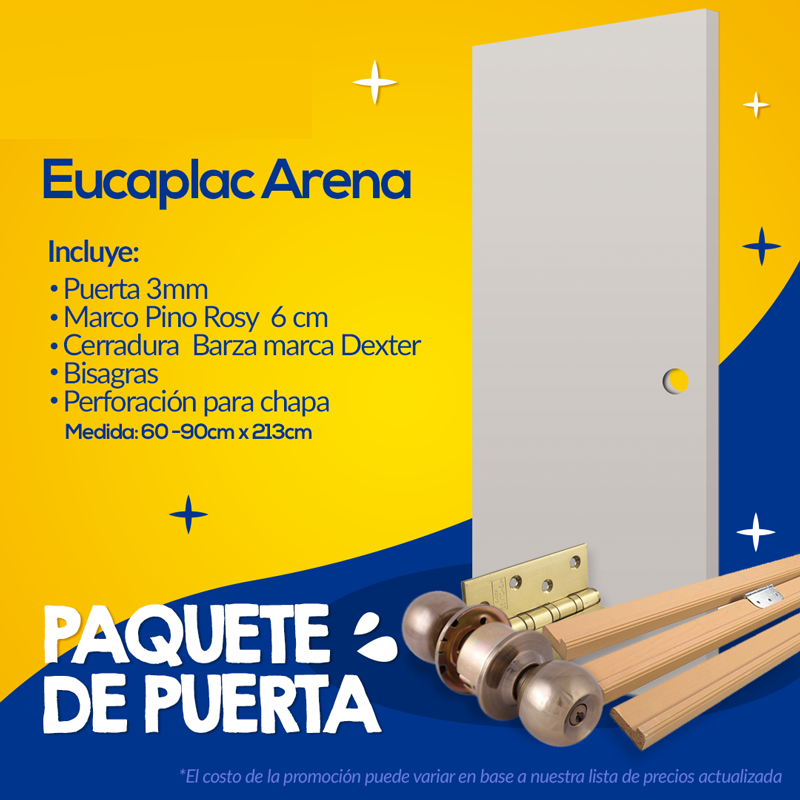 Eucaplac Arena
Incluye:
• Puerta 3mm
• Marco Pino Rosy 6 cm
• Cerradura Barza marca Dexter
• Bisagras
• Perforación para chapa
Medida: 60 -90cm x 213cm
PAQUETE
DE PUERTA
*El costo de la promoción puede variar en base a nuestra lista de precios actualizada